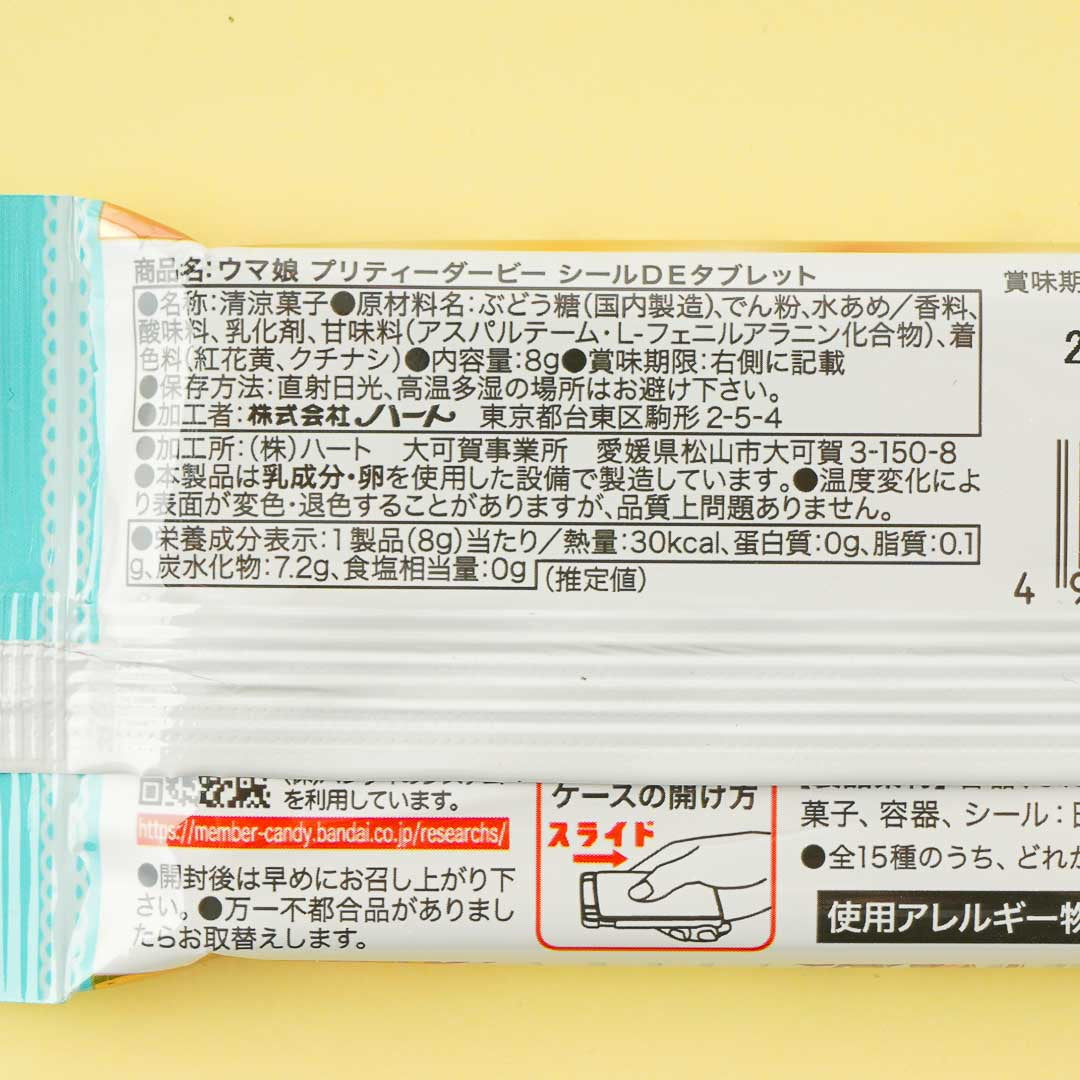 商品名：ウマ娘 プリティーダービー シールDEタブレット
賞味期
●名称：清涼菓子●原材料名：ぶどう糖（国内製造）、でん粉、水あめ／香料、
酸味料、乳化剤、甘味料（アスパルテーム・L-フェニルアラニン化合物）、着
色料（紅花黄、クチナシ）●内容量：8g●賞味期限：右側に記載
2
●保存方法：直射日光、高温多湿の場所はお避け下さい。
●加工者：株式会社ハート 東京都台東区駒形2-5-4
●加工所：（株）ハート 大可賀事業所 愛媛県松山市大可賀3-150-8
●本製品は乳成分・卵を使用した設備で製造しています。●温度変化によ
り表面が変色・退色することがありますが、品質上問題ありません。
●栄養成分表示：1製品（8g）当たり／熱量：30kcal、蛋白質：0g、脂質：0.1
g、炭水化物：7.2g、食塩相当量：0g（推定値）
4 9
を利用しています。
https://member-candy.bandai.co.jp/researchs/
●開封後は早めにお召し上がり下
さい。●万一不都合品がありまし
たらお取替えします。
ケースの開け方
スライド
菓子、容器、シール：日
●全15種のうち、どれか
使用アレルギー物